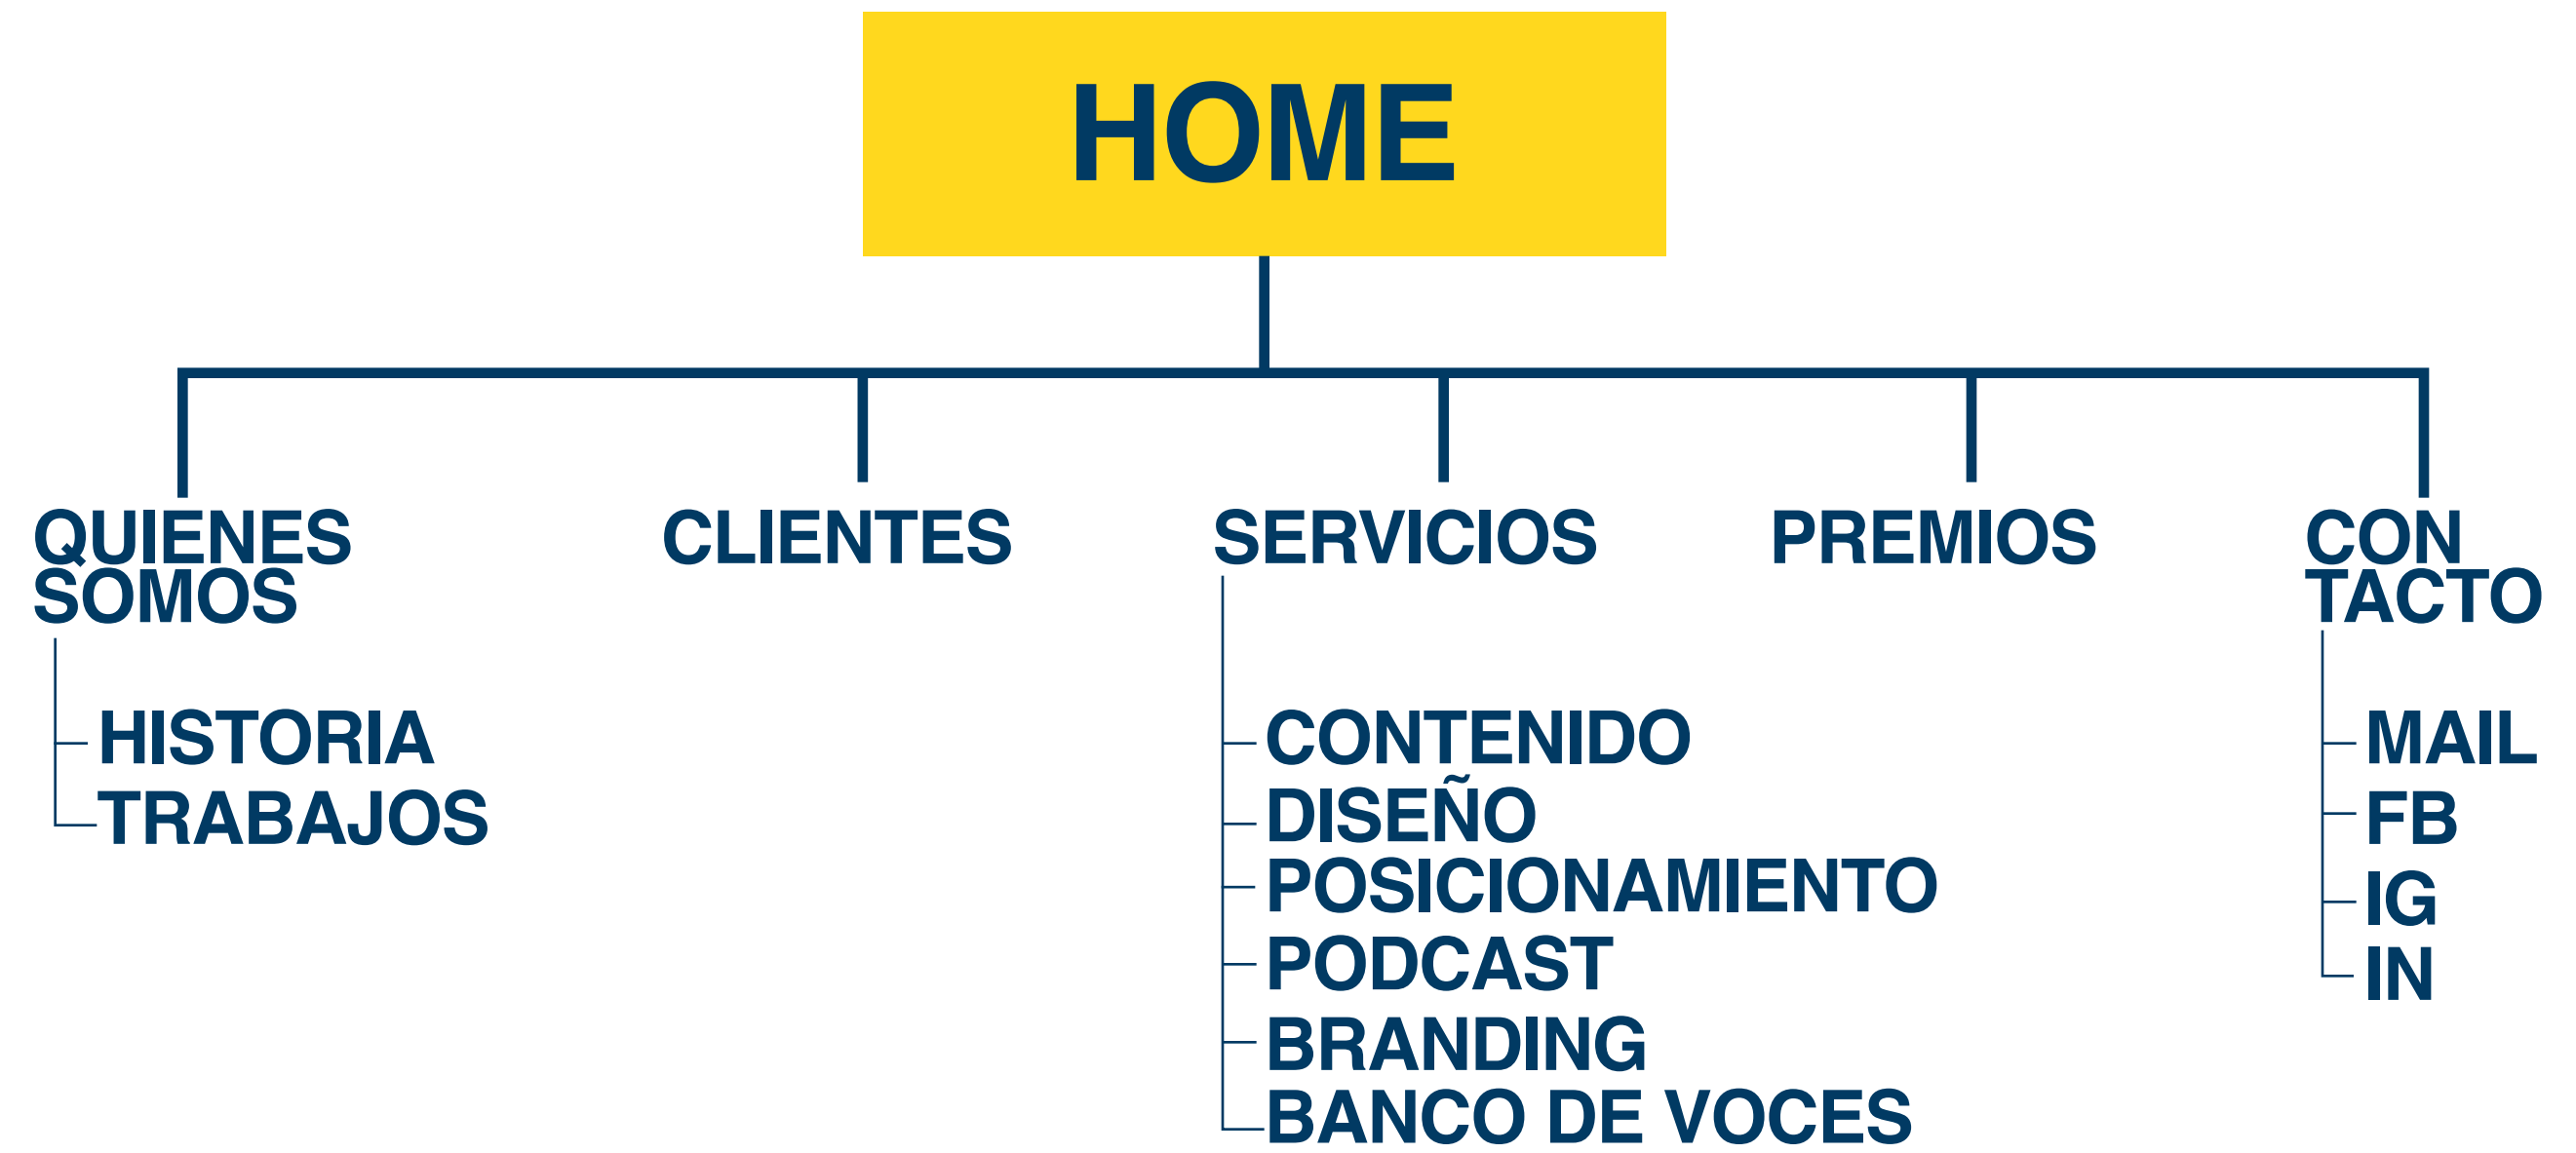 HOME
QUIENES
SOMOS
HISTORIA
TRABAJOS
CLIENTES
SERVICIOS
CONTENIDO
DISEÑO
POSICIONAMIENTO
PODCAST
BRANDING
BANCO DE VOCES
PREMIOS
CON
TACTO
MAIL
FB
IG
IN